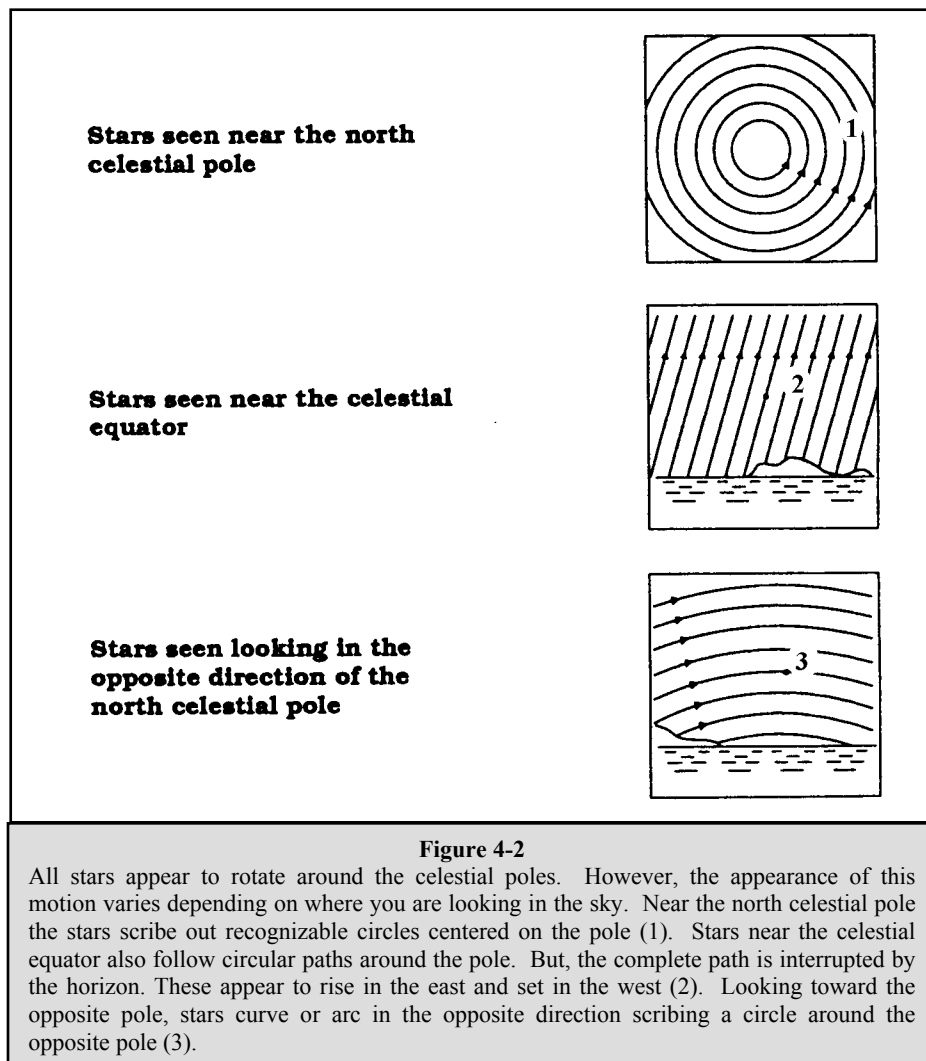 Stars seen near the north
celestial pole
1
Stars seen near the celestial
equator
2
Stars seen looking in the
opposite direction of the
north celestial pole
3
Figure 4-2
All stars appear to rotate around the celestial poles. However, the appearance of this
motion varies depending on where you are looking in the sky. Near the north celestial pole
the stars scribe out recognizable circles centered on the pole (1). Stars near the celestial
equator also follow circular paths around the pole. But, the complete path is interrupted by
the horizon. These appear to rise in the east and set in the west (2). Looking toward the
opposite pole, stars curve or arc in the opposite direction scribing a circle around the
opposite pole (3).